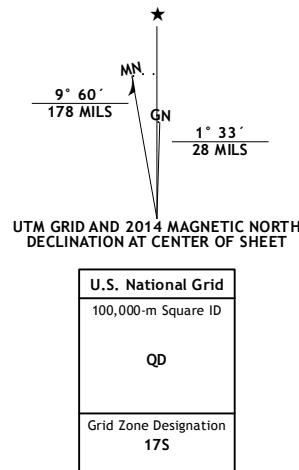 ★
MN
9° 60´
178 MILS
GN
1° 33´
28 MILS
UTM GRID AND 2014 MAGNETIC NORTH
DECLINATION AT CENTER OF SHEET
U.S. National Grid
100,000-m Square ID
QD
Grid Zone Designation
17S